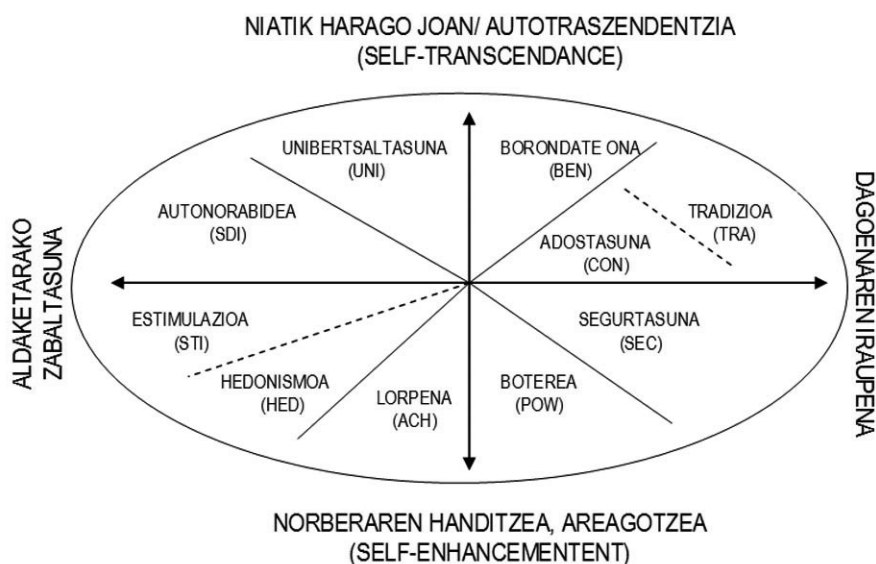 NIATIK HARAGO JOAN/ AUTOTRASZENDENTZIA
(SELF-TRANSCENDANCE)
UNIBERTSALTASUNA
(UNI)
BORONDATE ONA
(BEN)
AUTONORABIDEA
(SDI)
TRADIZIOA
(TRA)
ADOSTASUNA
(CON)
ALDAKETARAKO
ZABALTASUNA
DAGOENAREN IRAUPENA
ESTIMULAZIOA
(STI)
SEGURTASUNA
(SEC)
HEDONISMOA
(HED)
LORPENA
(ACH)
BOTEREA
(POW)
NORBERAREN HANDITZEA, AREAGOTZEA
(SELF-ENHANCEMENTENT)